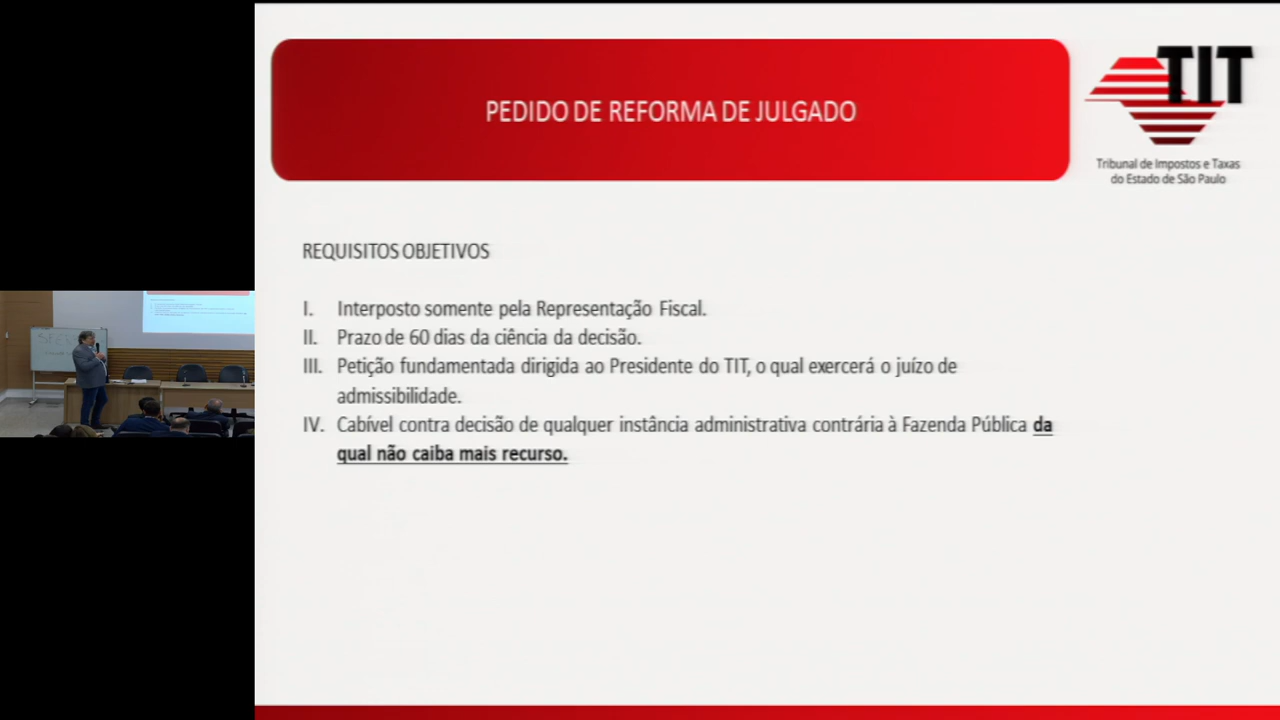 PEDIDO DE REFORMA DE JULGADO
TIT
Tribunal de Impostos e Taxas
do Estado de São Paulo
REQUISITOS OBJETIVOS
I. Interposto somente pela Representação Fiscal.
II. Prazo de 60 dias da ciência da decisão.
III. Petição fundamentada dirigida ao Presidente do TIT, o qual exercerá o juízo de
admissibilidade.
IV. Cabível contra decisão de qualquer instância administrativa contrária à Fazenda Pública da
qual não caiba mais recurso.